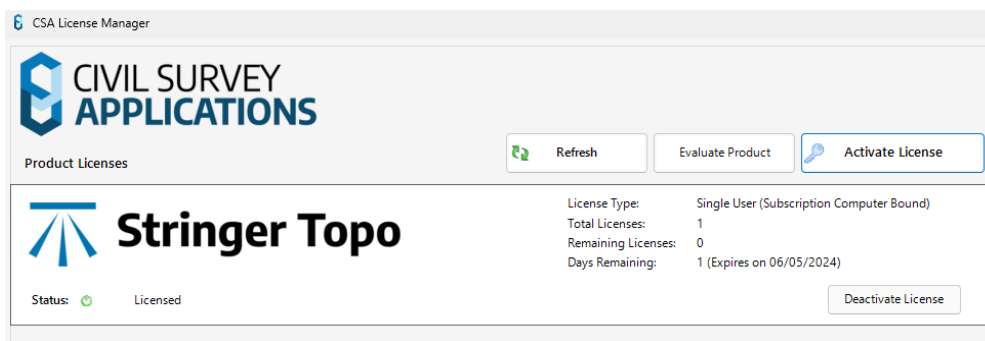 CSA License Manager
CIVIL SURVEY
APPLICATIONS
Product Licenses
Refresh
Evaluate Product
Activate License
Stringer Topo
License Type: Single User (Subscription Computer Bound)
Total Licenses: 1
Remaining Licenses: 0
Days Remaining: 1 (Expires on 06/05/2024)
Status: Licensed
Deactivate License